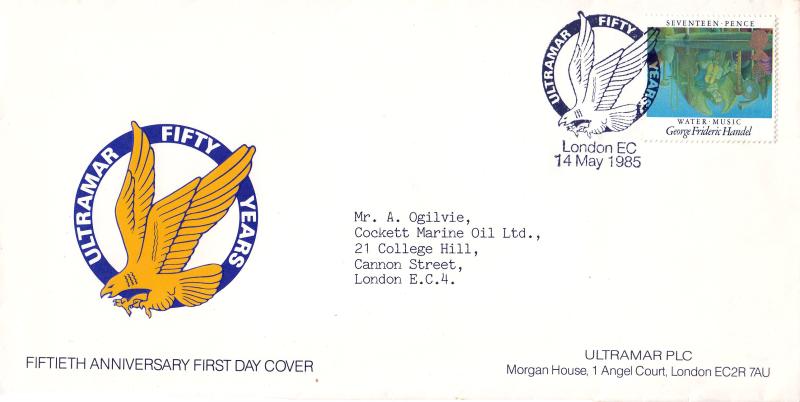 ULTRAMAR FIFTY YEARS
London EC
14 May 1985
SEVENTEEN·PENCE
WATER·MUSIC
George Frideric Handel
ULTRAMAR FIFTY YEARS
Mr. A. Ogilvie,
Cockett Marine Oil Ltd.,
21 College Hill,
Cannon Street,
London E.C.4.
FIFTIETH ANNIVERSARY FIRST DAY COVER
ULTRAMAR PLC
Morgan House, 1 Angel Court, London EC2R 7AU